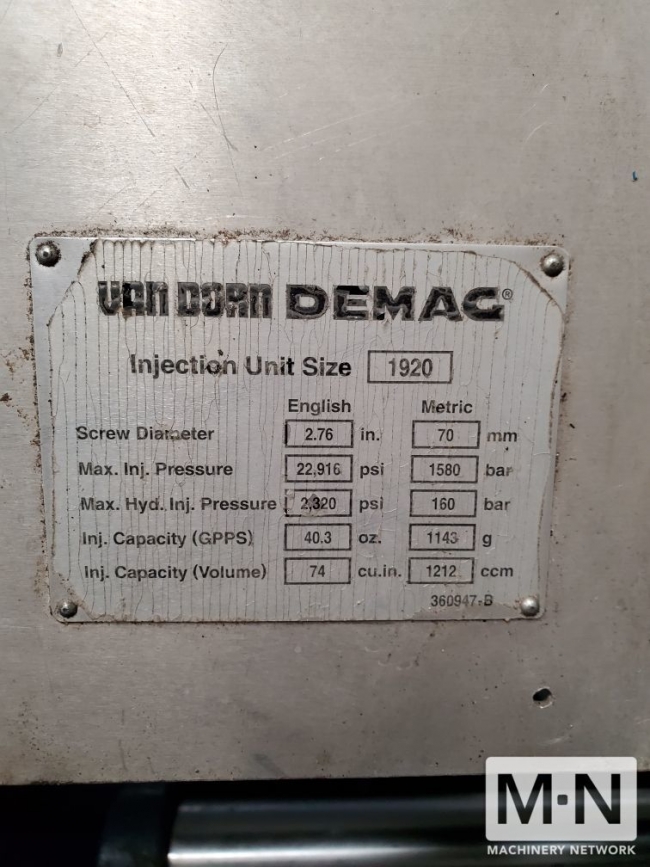 VAN DORN DEMAG®
Injection Unit Size 1920
English Metric
Screw Diameter 2.76 in. 70 mm
Max. Inj. Pressure 22,916 psi 1580 bar
Max. Hyd. Inj. Pressure 2,320 psi 160 bar
Inj. Capacity (GPPS) 40.3 oz. 1143 g
Inj. Capacity (Volume) 74 cu.in. 1212 ccm
360947-B
M·N
MACHINERY NETWORK